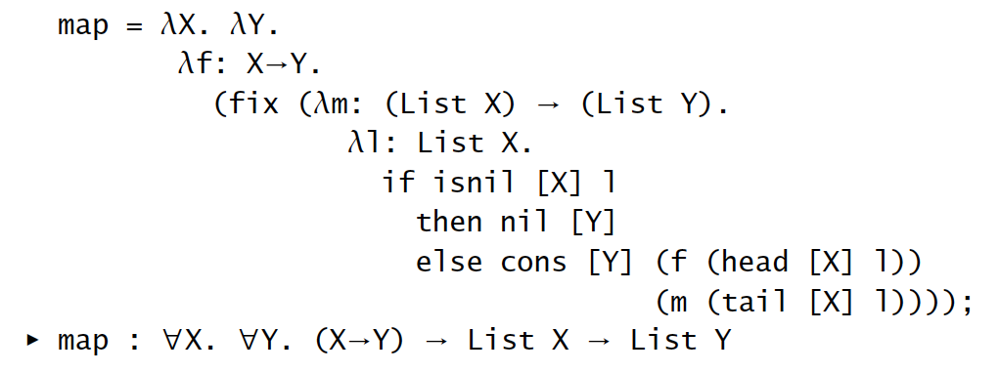 map = λX. λY.
λf: X→Y.
(fix (λm: (List X) → (List Y).
λl: List X.
if isnil [X] l
then nil [Y]
else cons [Y] (f (head [X] l))
(m (tail [X] l))));
▸ map : ∀X. ∀Y. (X→Y) → List X → List Y